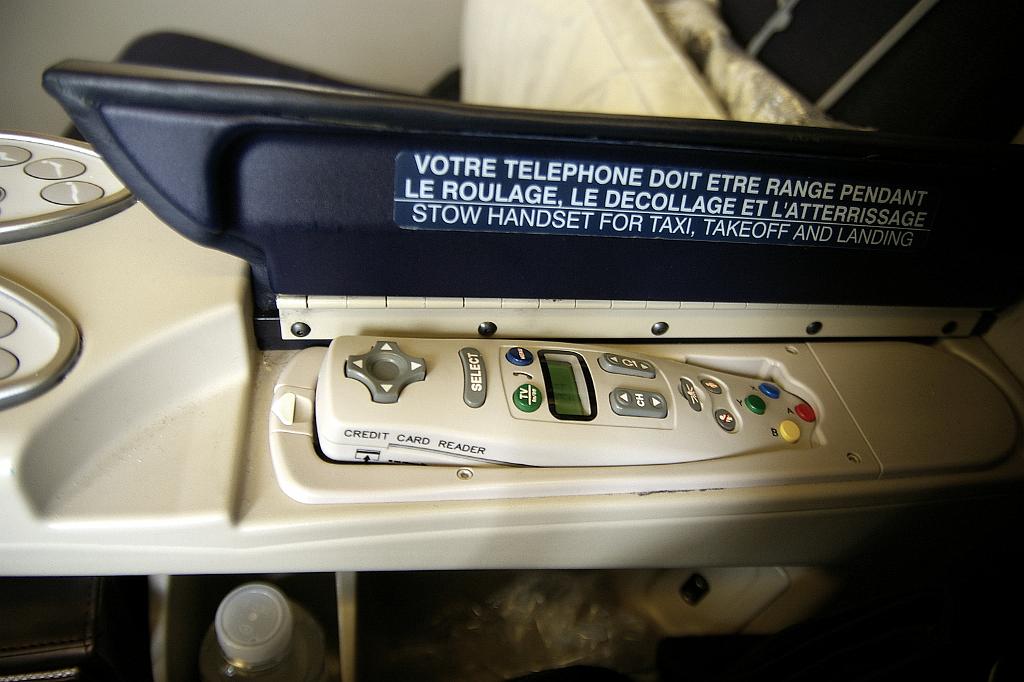 VOTRE TELEPHONE DOIT ETRE RANGE PENDANT
LE ROULAGE, LE DECOLLAGE ET L'ATTERRISSAGE
STOW HANDSET FOR TAXI, TAKEOFF AND LANDING
SELECT
TV
CH
X
Y
A
B
CREDIT CARD READER